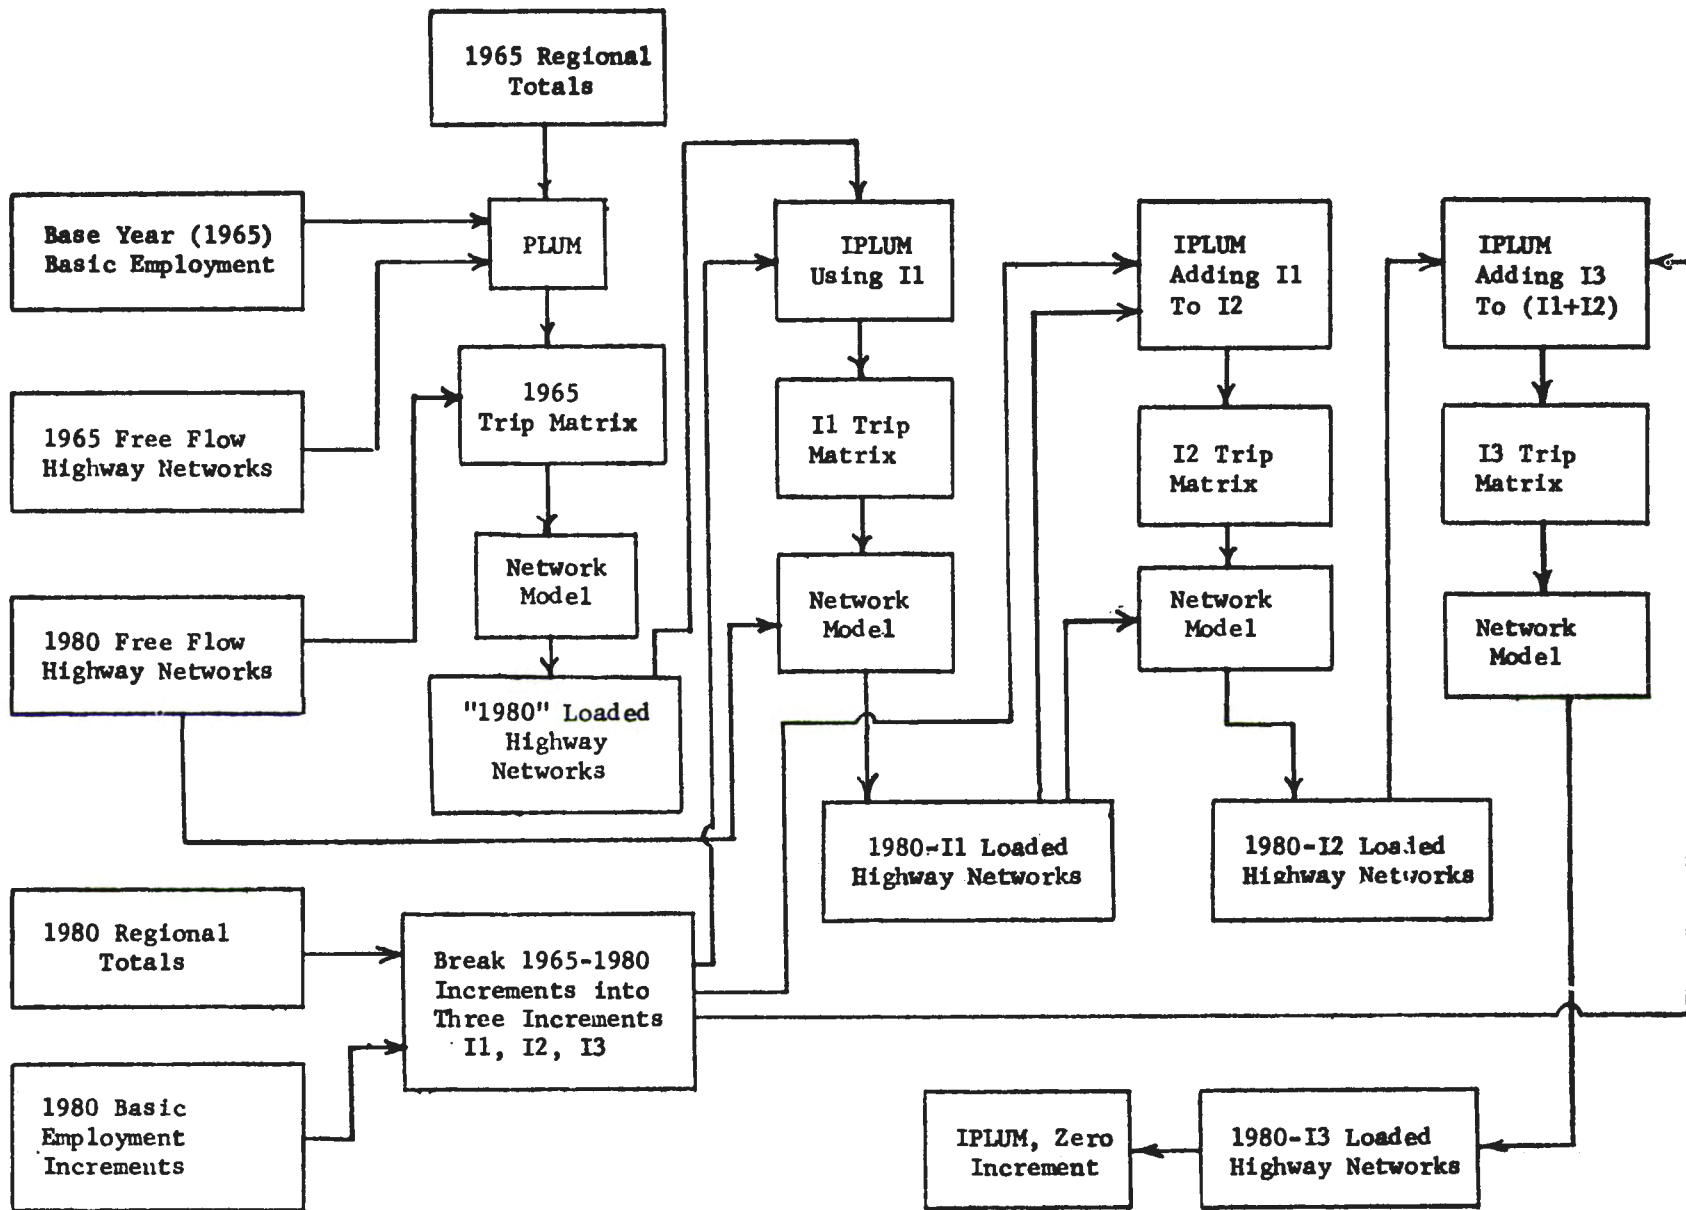 1965 Regional
Totals
Base Year (1965)
Basic Employment
PLUM
IPLUM
Using I1
IPLUM
Adding I1
To I2
IPLUM
Adding I3
To (I1+I2)
1965 Free Flow
Highway Networks
1965
Trip Matrix
I1 Trip
Matrix
I2 Trip
Matrix
I3 Trip
Matrix
1980 Free Flow
Highway Networks
Network
Model
Network
Model
Network
Model
Network
Model
"1980" Loaded
Highway
Networks
1980-I1 Loaded
Highway Networks
1980-I2 Loaded
Highway Networks
1980 Regional
Totals
Break 1965-1980
Increments into
Three Increments
I1, I2, I3
1980 Basic
Employment
Increments
IPLUM, Zero
Increment
1980-I3 Loaded
Highway Networks